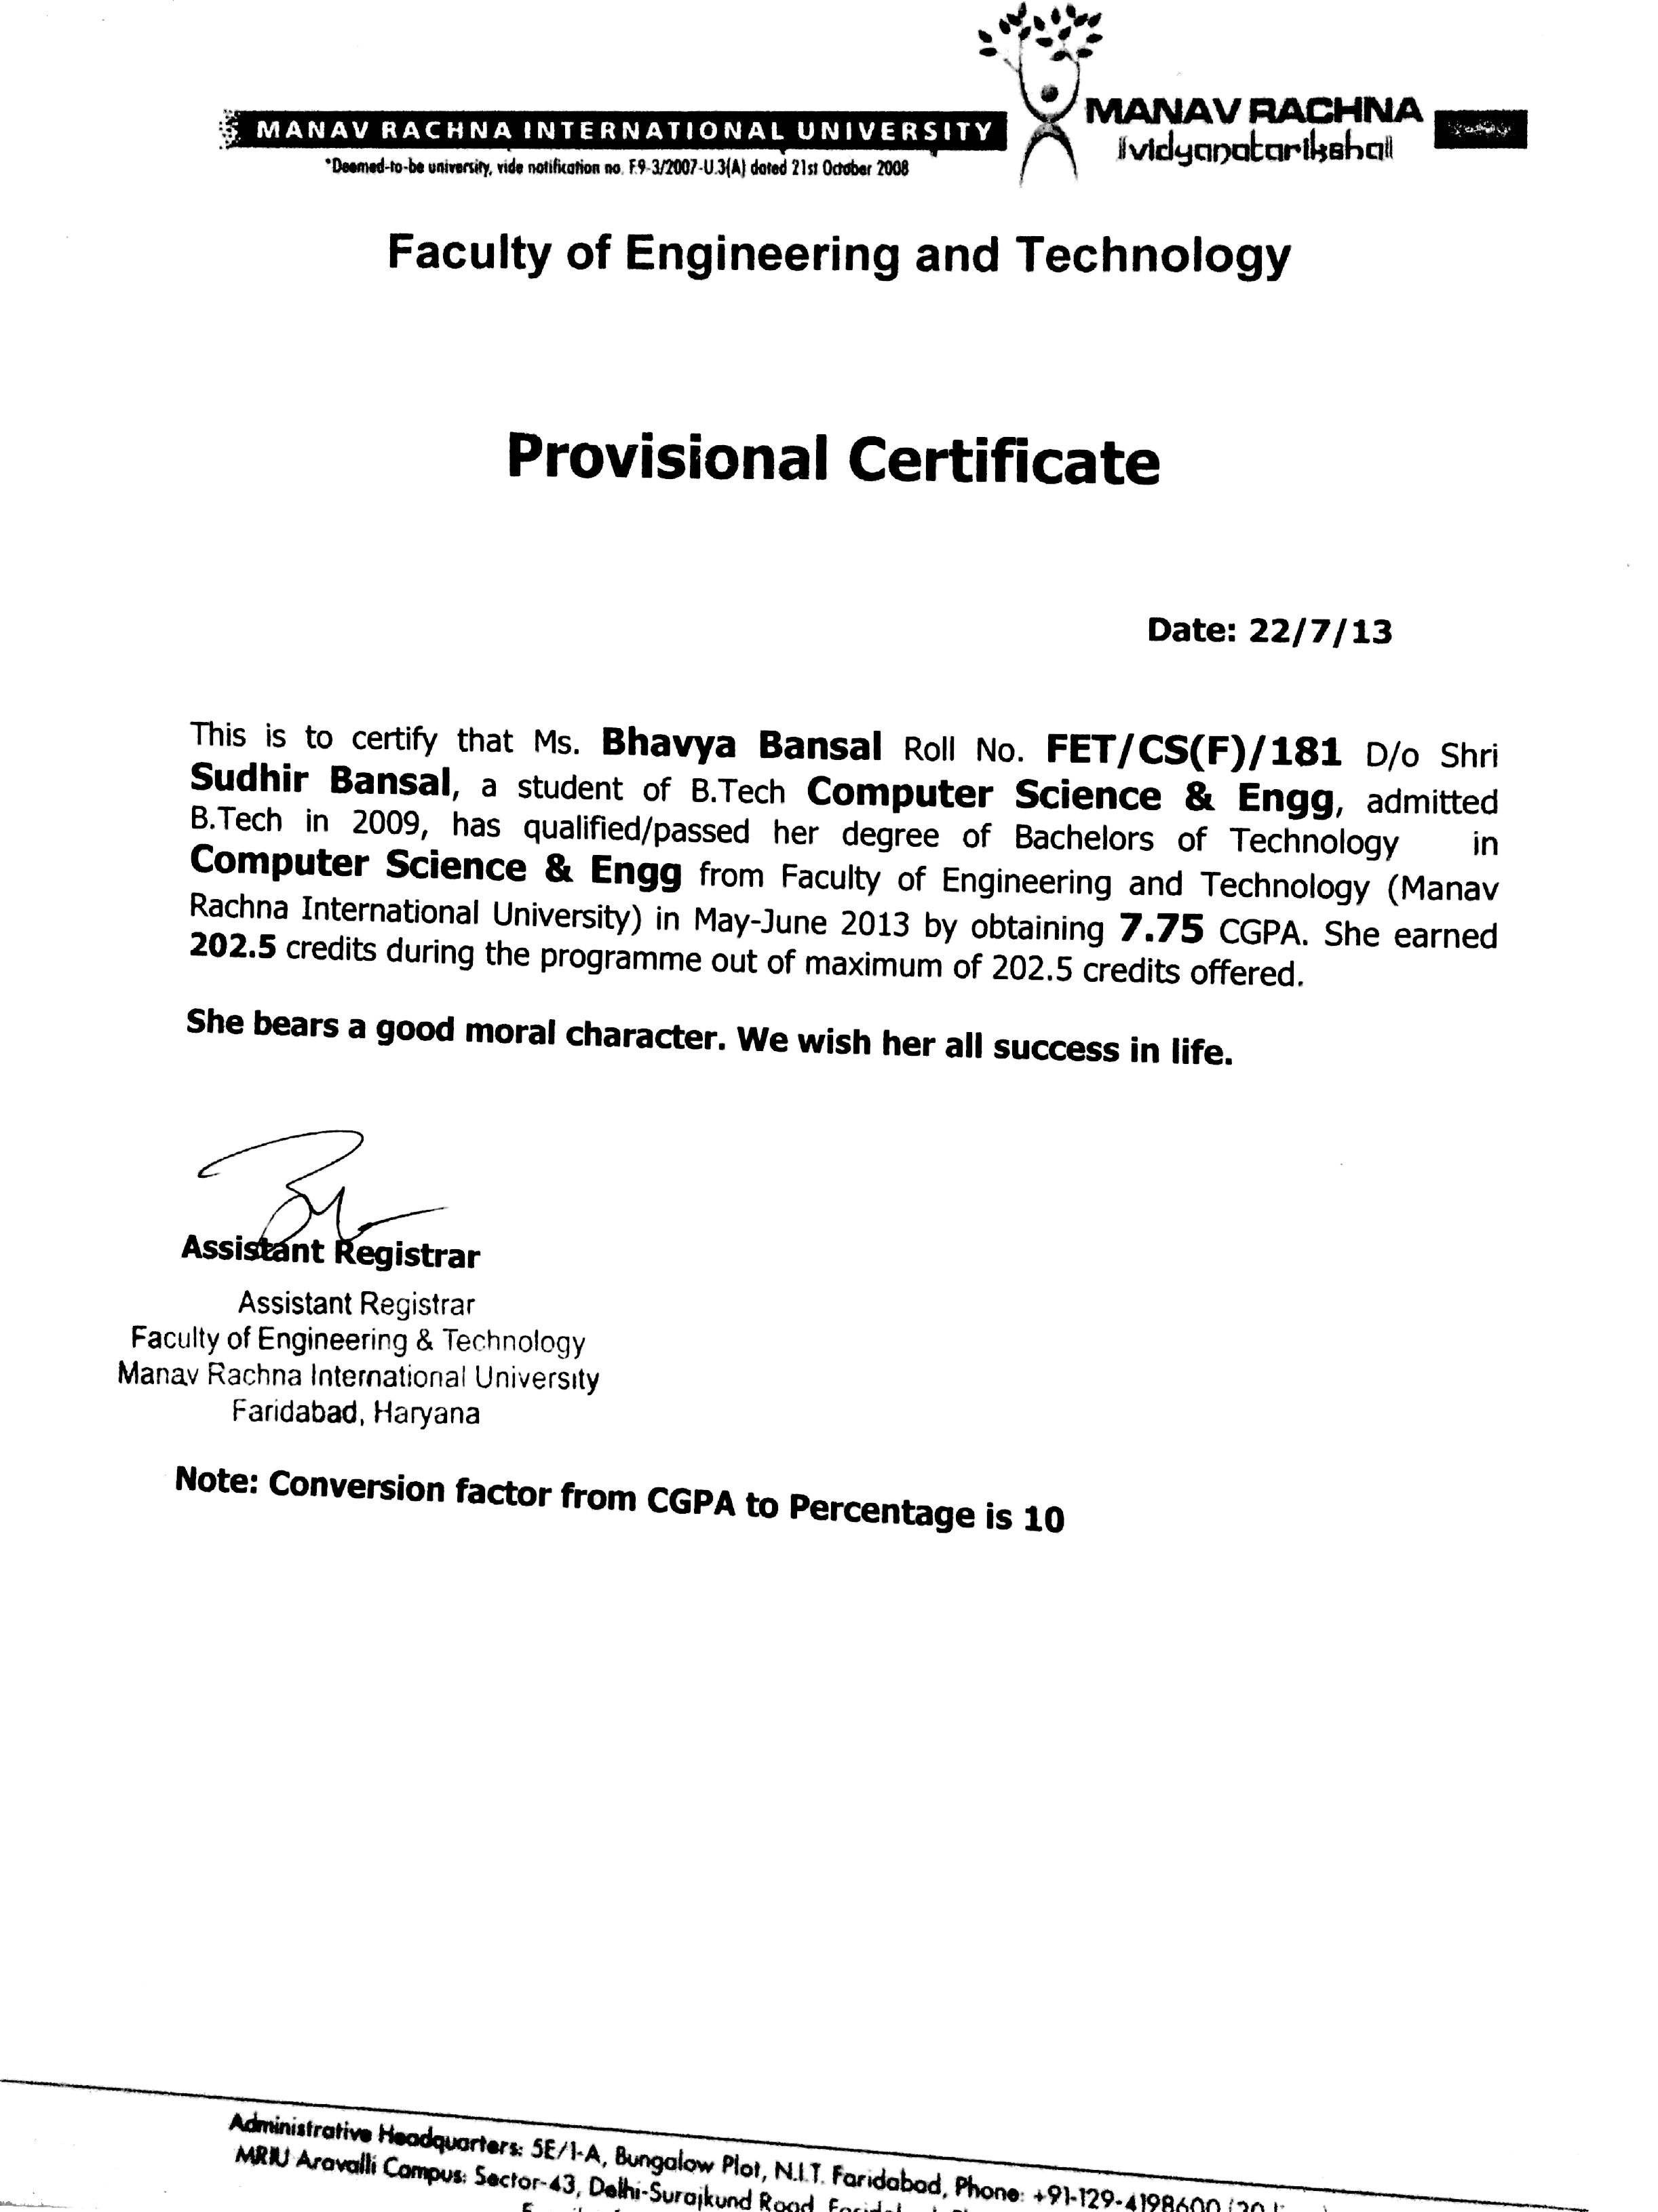 MANAV RACHNA INTERNATIONAL UNIVERSITY
*Deemed-to-be university, vide notification no. F.9-3/2007-U.3(A) dated 21st October 2008
MANAV RACHNA
॥vidyanatariksha॥
Faculty of Engineering and Technology
Provisional Certificate
Date: 22/7/13
This is to certify that Ms. Bhavya Bansal Roll No. FET/CS(F)/181 D/o Shri
Sudhir Bansal, a student of B.Tech Computer Science & Engg, admitted
B.Tech in 2009, has qualified/passed her degree of Bachelors of Technology in
Computer Science & Engg from Faculty of Engineering and Technology (Manav
Rachna International University) in May-June 2013 by obtaining 7.75 CGPA. She earned
202.5 credits during the programme out of maximum of 202.5 credits offered.
She bears a good moral character. We wish her all success in life.
Assistant Registrar
Assistant Registrar
Faculty of Engineering & Technology
Manav Rachna International University
Faridabad, Haryana
Note: Conversion factor from CGPA to Percentage is 10
Administrative Headquarters: 5E/1-A, Bungalow Plot, N.I.T. Faridabad, Phone: +91-129-4198600
MRIU Aravalli Campus: Sector-43, Delhi-Surajkund Road,